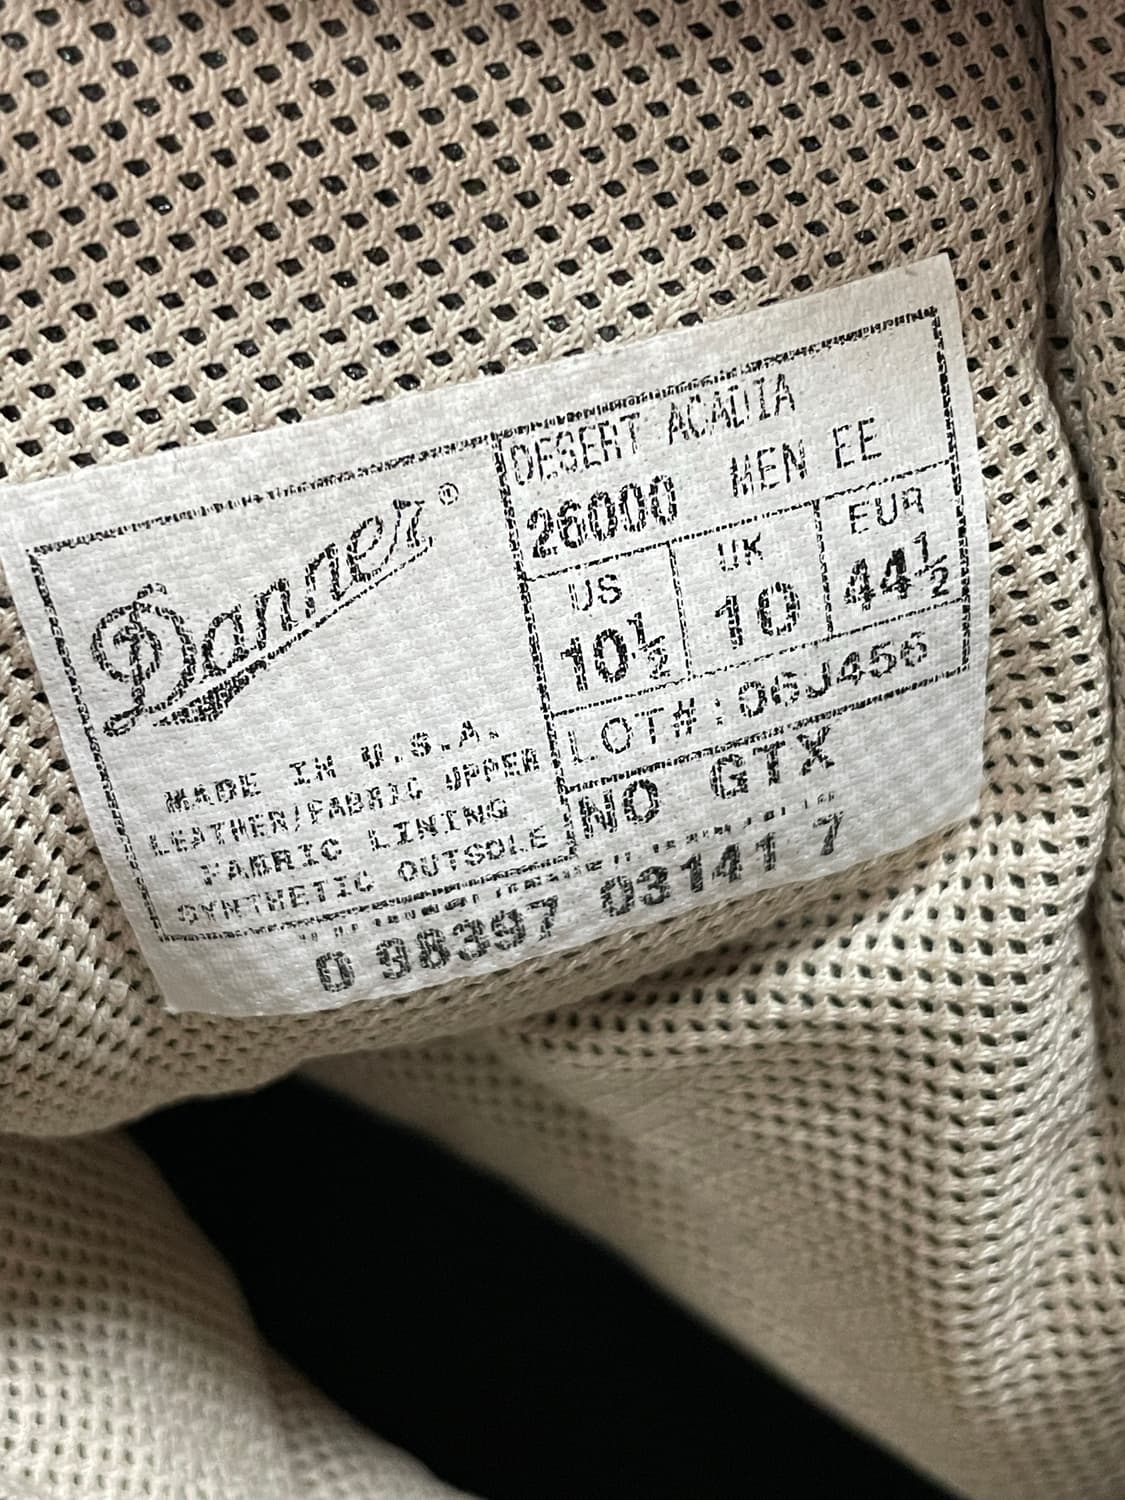 Danner®
MADE IN U.S.A.
LEATHER/FABRIC UPPER
FABRIC LINING
SYNTHETIC OUTSOLE
DESERT ACADIA
26000 MEN EE
US UK EUR
10½ 10 44½
LOT#:06J456
NO GTX
0 98397 03141 7